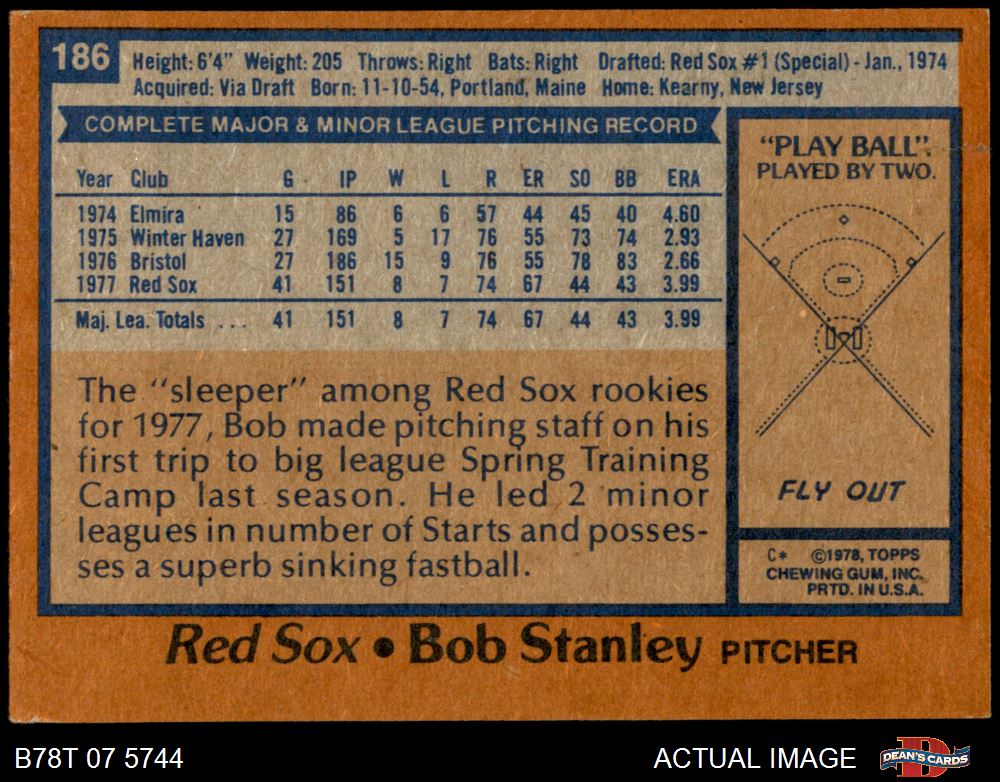 186
Height: 6'4" Weight: 205 Throws: Right Bats: Right Drafted: Red Sox #1 (Special) - Jan., 1974
Acquired: Via Draft Born: 11-10-54, Portland, Maine Home: Kearny, New Jersey
COMPLETE MAJOR & MINOR LEAGUE PITCHING RECORD
Year Club G IP W L R ER SO BB ERA
1974 Elmira 15 86 6 6 57 44 45 40 4.60
1975 Winter Haven 27 169 5 17 76 55 73 74 2.93
1976 Bristol 27 186 15 9 76 55 78 83 2.66
1977 Red Sox 41 151 8 7 74 67 44 43 3.99
Maj. Lea. Totals ... 41 151 8 7 74 67 44 43 3.99
The "sleeper" among Red Sox rookies
for 1977, Bob made pitching staff on his
first trip to big league Spring Training
Camp last season. He led 2 minor
leagues in number of Starts and posses-
ses a superb sinking fastball.
"PLAY BALL".
PLAYED BY TWO.
FLY OUT
C* ©1978, TOPPS
CHEWING GUM, INC.
PRTD. IN U.S.A.
Red Sox • Bob Stanley PITCHER
B78T 07 5744
ACTUAL IMAGE
DEAN'S CARDS